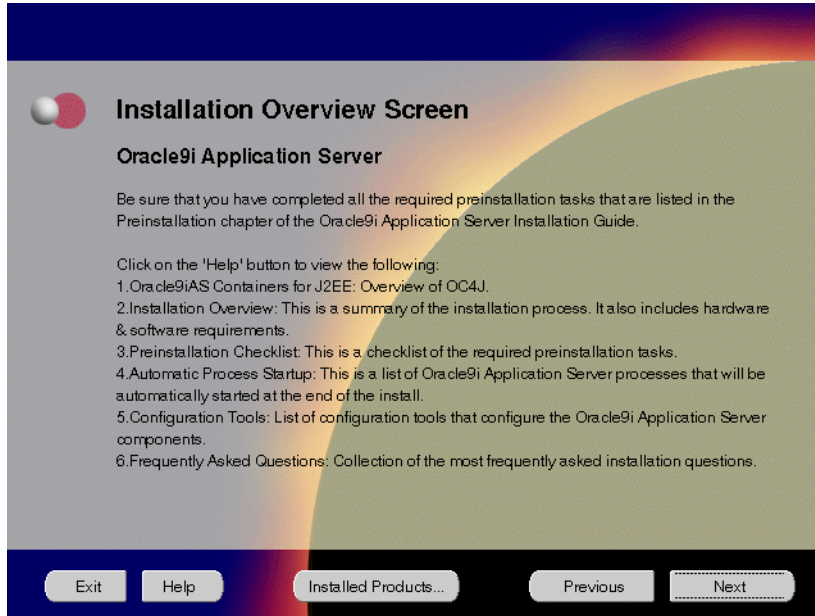 Installation Overview Screen
Oracle9i Application Server
Be sure that you have completed all the required preinstallation tasks that are listed in the
Preinstallation chapter of the Oracle9i Application Server Installation Guide.
Click on the 'Help' button to view the following:
1.Oracle9iAS Containers for J2EE: Overview of OC4J.
2.Installation Overview: This is a summary of the installation process. It also includes hardware
& software requirements.
3.Preinstallation Checklist: This is a checklist of the required preinstallation tasks.
4.Automatic Process Startup: This is a list of Oracle9i Application Server processes that will be
automatically started at the end of the install.
5.Configuration Tools: List of configuration tools that configure the Oracle9i Application Server
components.
6.Frequently Asked Questions: Collection of the most frequently asked installation questions.
Exit Help Installed Products... Previous Next